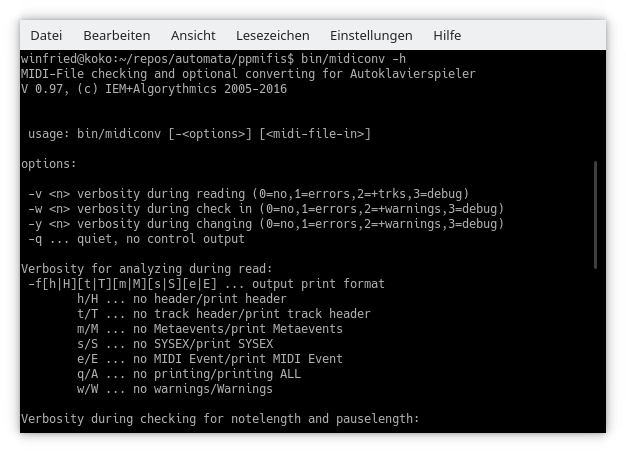 Datei Bearbeiten Ansicht Lesezeichen Einstellungen Hilfe
winfried@koko:~/repos/automata/ppmifis$ bin/midiconv -h
MIDI-File checking and optional converting for Autoklavierspieler
V 0.97, (c) IEM+Algorythmics 2005-2016
usage: bin/midiconv [-<options>] [<midi-file-in>]
options:
-v <n> verbosity during reading (0=no,1=errors,2=+trks,3=debug)
-w <n> verbosity during check in (0=no,1=errors,2=+warnings,3=debug)
-y <n> verbosity during changing (0=no,1=errors,2=+warnings,3=debug)
-q ... quiet, no control output
Verbosity for analyzing during read:
-f[h|H][t|T][m|M][s|S][e|E] ... output print format
h/H ... no header/print header
t/T ... no track header/print track header
m/M ... no Metaevents/print Metaevents
s/S ... no SYSEX/print SYSEX
e/E ... no MIDI Event/print MIDI Event
q/A ... no printing/printing ALL
w/W ... no warnings/Warnings
Verbosity during checking for notelength and pauselength: